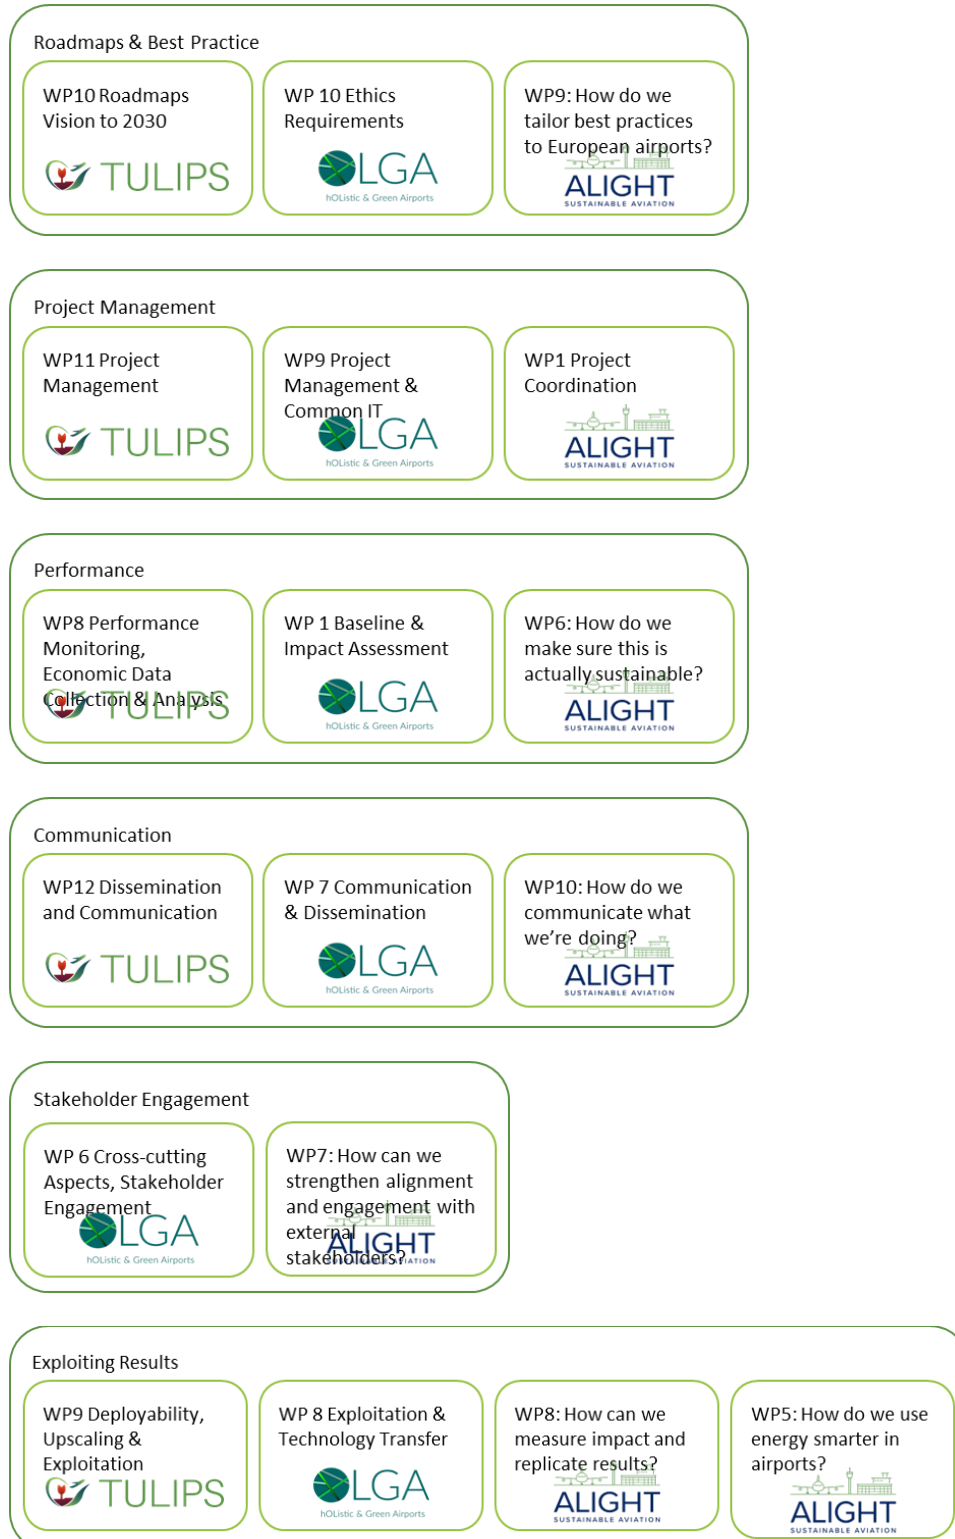 Roadmaps & Best Practice
WP10 Roadmaps
Vision to 2030
TULIPS
WP 10 Ethics
Requirements
OLGA
hOListic & Green Airports
WP9: How do we
tailor best practices
to European airports?
ALIGHT
SUSTAINABLE AVIATION
Project Management
WP11 Project
Management
TULIPS
WP9 Project
Management &
Common IT
OLGA
hOListic & Green Airports
WP1 Project
Coordination
ALIGHT
SUSTAINABLE AVIATION
Performance
WP8 Performance
Monitoring,
Economic Data
Collection & Analysis
TULIPS
WP 1 Baseline &
Impact Assessment
OLGA
hOListic & Green Airports
WP6: How do we
make sure this is
actually sustainable?
ALIGHT
SUSTAINABLE AVIATION
Communication
WP12 Dissemination
and Communication
TULIPS
WP 7 Communication
& Dissemination
OLGA
hOListic & Green Airports
WP10: How do we
communicate what
we're doing?
ALIGHT
SUSTAINABLE AVIATION
Stakeholder Engagement
WP 6 Cross-cutting
Aspects, Stakeholder
Engagement
OLGA
hOListic & Green Airports
WP7: How can we
strengthen alignment
and engagement with
external
stakeholders?
ALIGHT
SUSTAINABLE AVIATION
Exploiting Results
WP9 Deployability,
Upscaling &
Exploitation
TULIPS
WP 8 Exploitation &
Technology Transfer
OLGA
hOListic & Green Airports
WP8: How can we
measure impact and
replicate results?
ALIGHT
SUSTAINABLE AVIATION
WP5: How do we use
energy smarter in
airports?
ALIGHT
SUSTAINABLE AVIATION